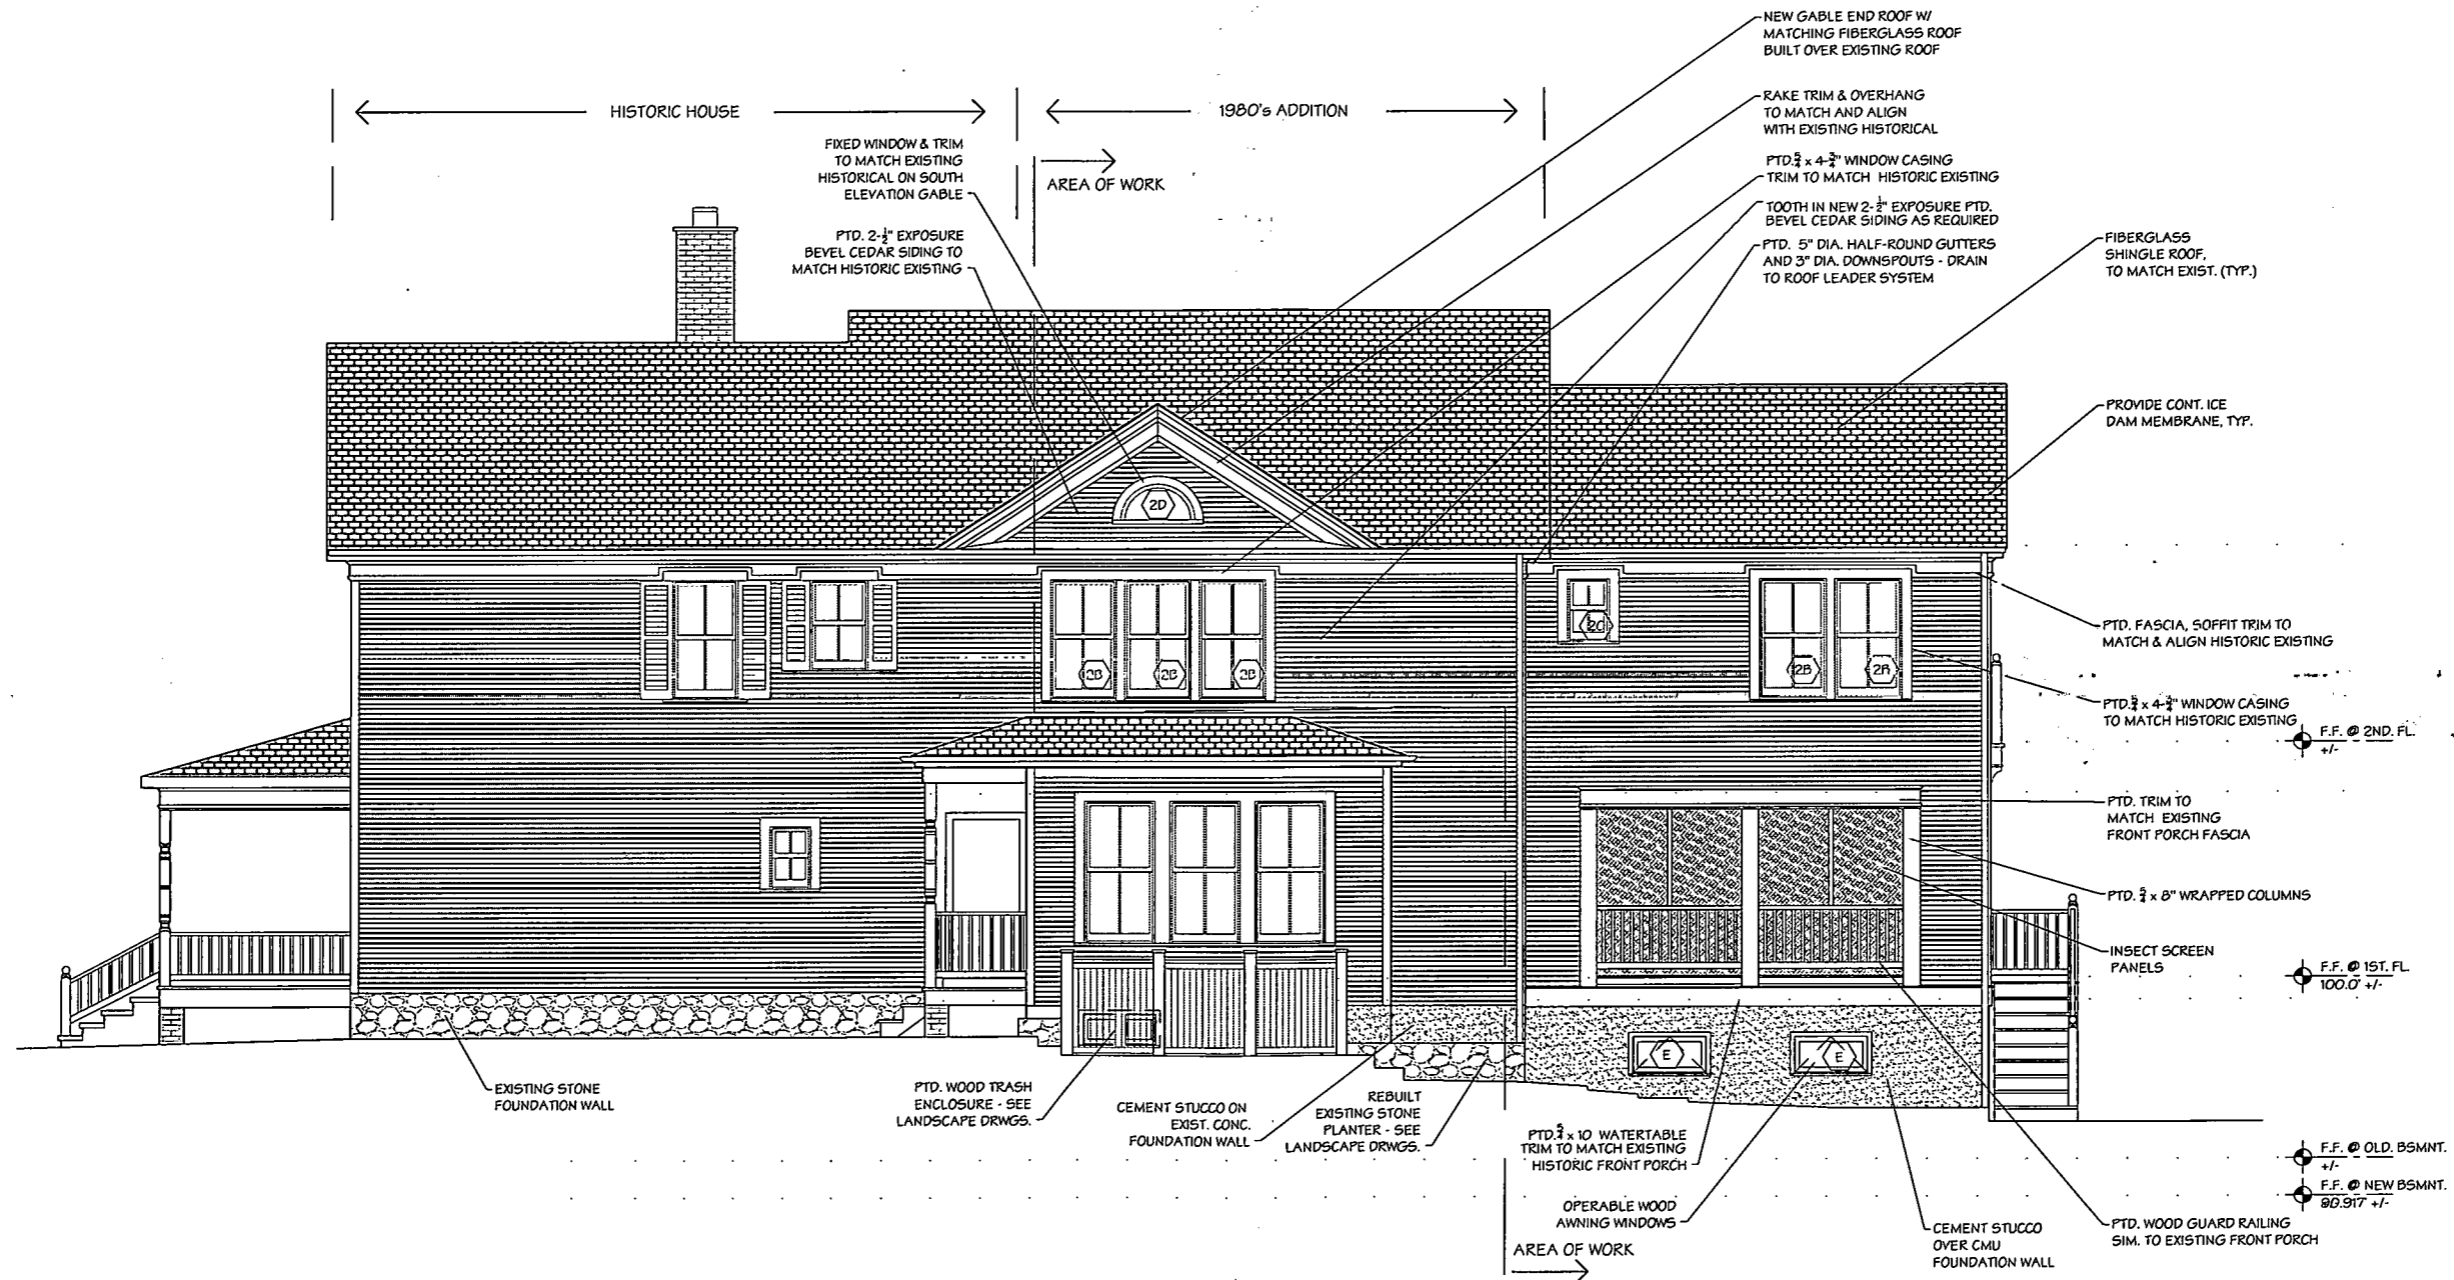 NEW GABLE END ROOF W/
MATCHING FIBERGLASS ROOF
BUILT OVER EXISTING ROOF
HISTORIC HOUSE
1980's ADDITION
RAKE TRIM & OVERHANG
TO MATCH AND ALIGN
WITH EXISTING HISTORICAL
FIXED WINDOW & TRIM
TO MATCH EXISTING
HISTORICAL ON SOUTH
ELEVATION GABLE
AREA OF WORK
PTD. 5/4 x 4-3/4" WINDOW CASING
TRIM TO MATCH HISTORIC EXISTING
TOOTH IN NEW 2-1/2" EXPOSURE PTD.
BEVEL CEDAR SIDING AS REQUIRED
PTD. 2-1/2" EXPOSURE
BEVEL CEDAR SIDING TO
MATCH HISTORIC EXISTING
PTD. 5" DIA. HALF-ROUND GUTTERS
AND 3" DIA. DOWNSPOUTS - DRAIN
TO ROOF LEADER SYSTEM
FIBERGLASS
SHINGLE ROOF,
TO MATCH EXIST. (TYP.)
PROVIDE CONT. ICE
DAM MEMBRANE, TYP.
2D
2C
PTD. FASCIA, SOFFIT TRIM TO
MATCH & ALIGN HISTORIC EXISTING
2B
2B
2B
2B
PTD. 5/4 x 4-3/4" WINDOW CASING
TO MATCH HISTORIC EXISTING
F.F. @ 2ND. FL.
+/-
PTD. TRIM TO
MATCH EXISTING
FRONT PORCH FASCIA
PTD. 5/4 x 8" WRAPPED COLUMNS
INSECT SCREEN
PANELS
F.F. @ 1ST. FL.
100.0' +/-
E
E
EXISTING STONE
FOUNDATION WALL
PTD. WOOD TRASH
ENCLOSURE - SEE
LANDSCAPE DRWGS.
CEMENT STUCCO ON
EXIST. CONC.
FOUNDATION WALL
REBUILT
EXISTING STONE
PLANTER - SEE
LANDSCAPE DRWGS.
PTD. 5/4 x 10 WATERTABLE
TRIM TO MATCH EXISTING
HISTORIC FRONT PORCH
OPERABLE WOOD
AWNING WINDOWS
AREA OF WORK
CEMENT STUCCO
OVER CMU
FOUNDATION WALL
PTD. WOOD GUARD RAILING
SIM. TO EXISTING FRONT PORCH
F.F. @ OLD. BSMNT.
+/-
F.F. @ NEW BSMNT.
+/-